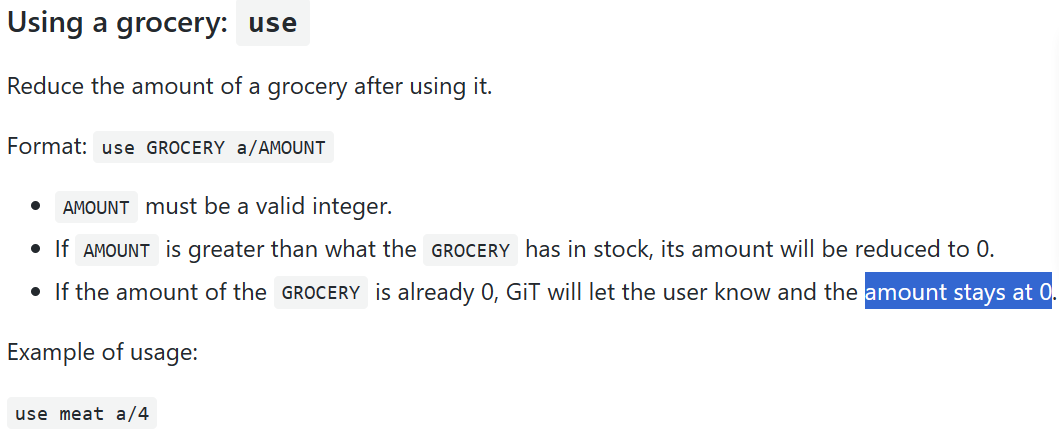 Using a grocery: use
Reduce the amount of a grocery after using it.
Format: use GROCERY a/AMOUNT
• AMOUNT must be a valid integer.
• If AMOUNT is greater than what the GROCERY has in stock, its amount will be reduced to 0.
• If the amount of the GROCERY is already 0, GiT will let the user know and the amount stays at 0.
Example of usage:
use meat a/4